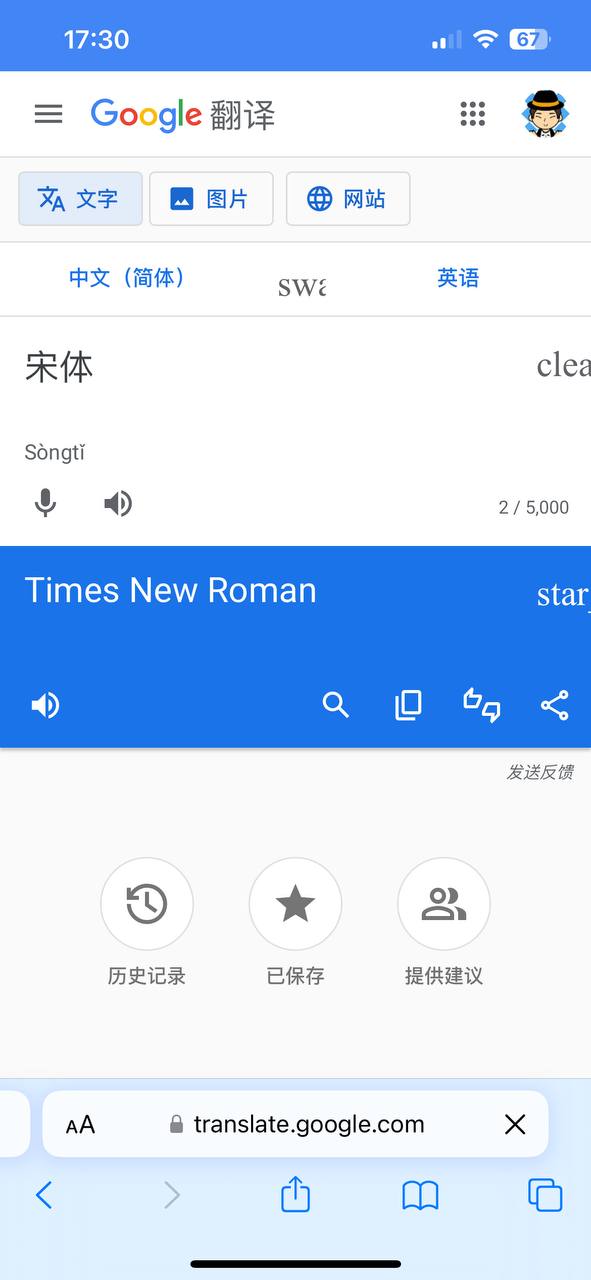 17:30
67
Google 翻译
文字
图片
网站
中文（简体）
swa
英语
宋体
clea
Sòngtǐ
2 / 5,000
Times New Roman
star_
发送反馈
历史记录
已保存
提供建议
AA
translate.google.com